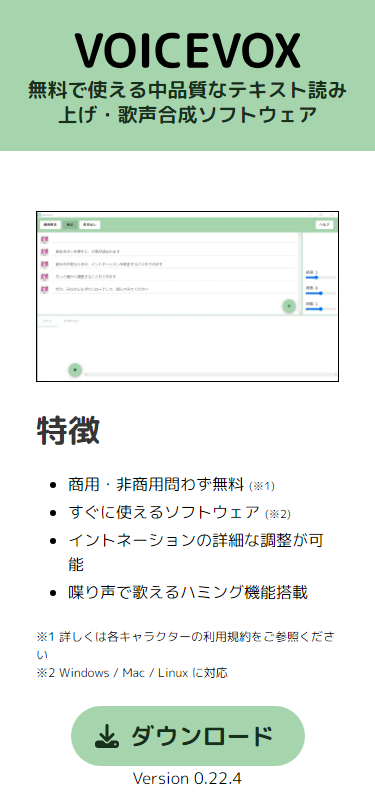 VOICEVOX
無料で使える中品質なテキスト読み
上げ・歌声合成ソフトウェア
特徴
商用・非商用問わず無料 (※1)
すぐに使えるソフトウェア (※2)
イントネーションの詳細な調整が可
能
喋り声で歌えるハミング機能搭載
※1 詳しくは各キャラクターの利用規約をご参照くださ
い
※2 Windows / Mac / Linux に対応
ダウンロード
Version 0.22.4